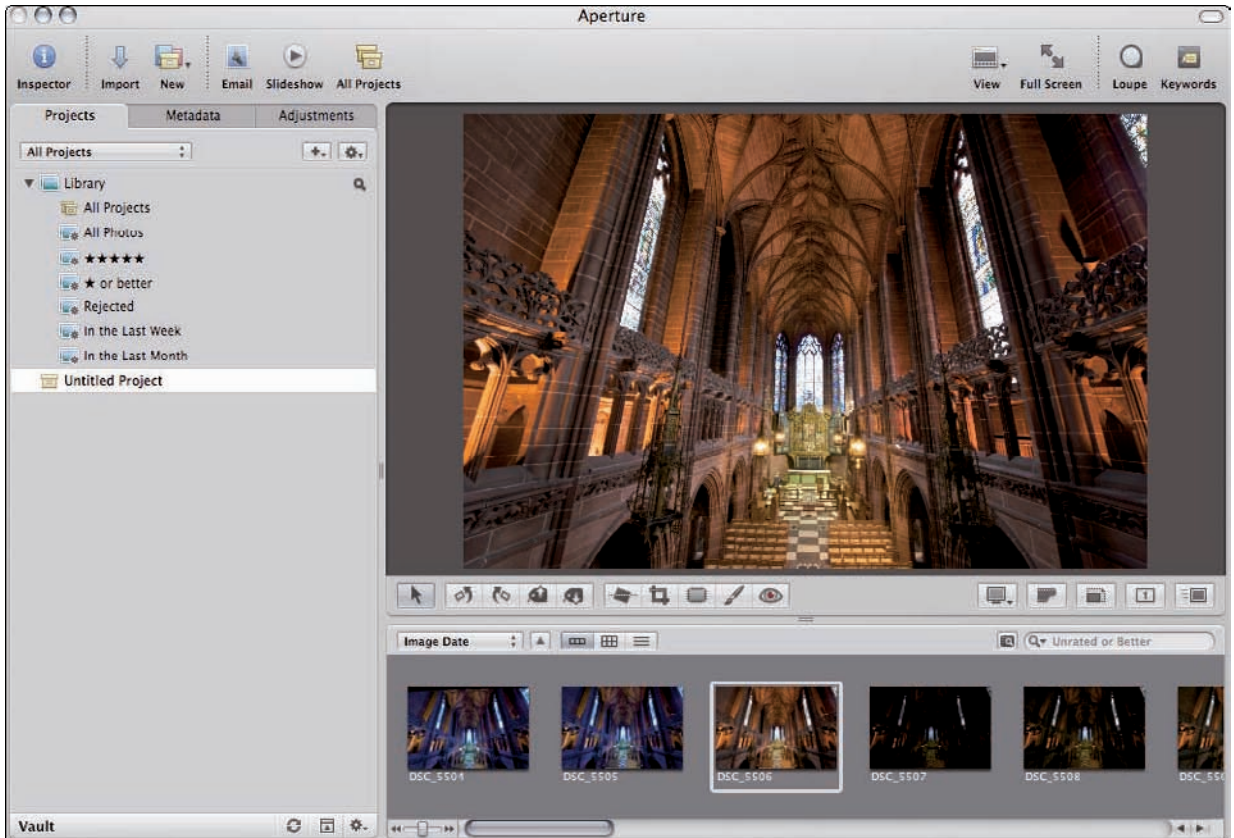 Aperture
Inspector Import New Email Slideshow All Projects View Full Screen Loupe Keywords
Projects Metadata Adjustments
All Projects
Library
All Projects
All Photos
★★★★★
★ or better
Rejected
In the Last Week
In the Last Month
Untitled Project
1
Image Date Unrated or Better
DSC_5504 DSC_5505 DSC_5506 DSC_5507 DSC_5508
Vault